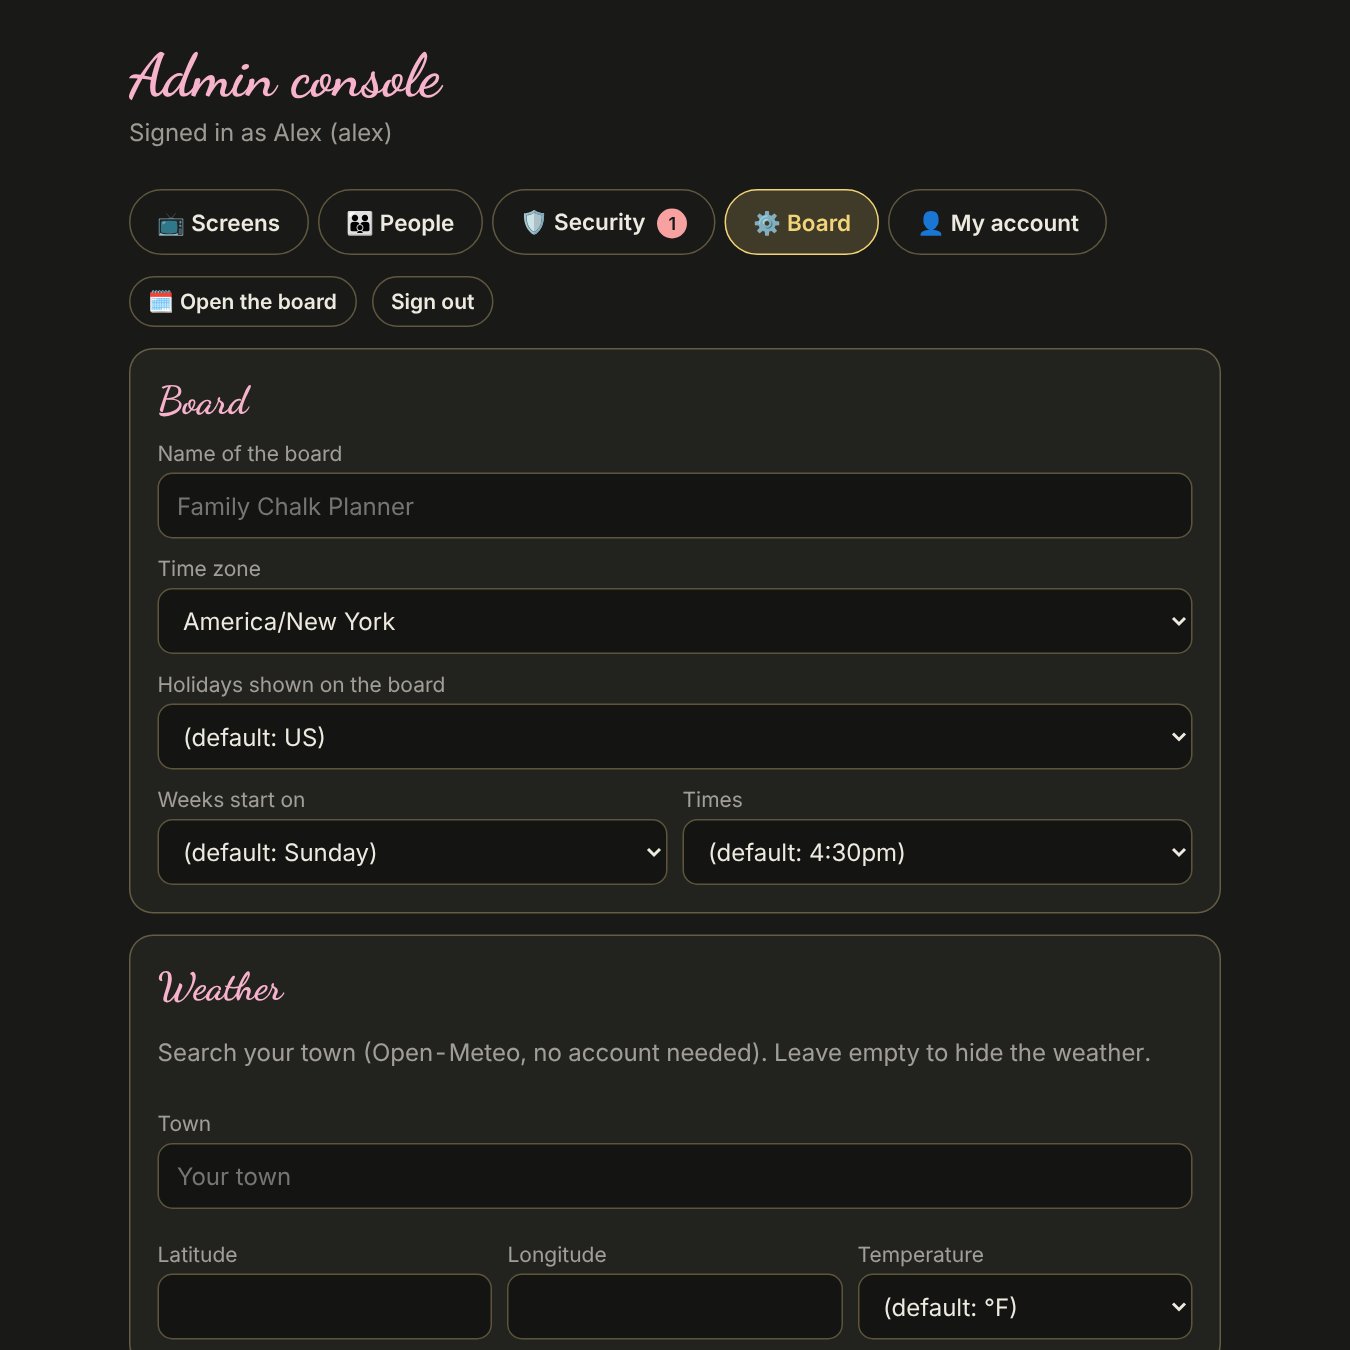 Admin console
Signed in as Alex (alex)
Screens
People
Security 1
Board
My account
Open the board
Sign out
Board
Name of the board
Family Chalk Planner
Time zone
America/New York
Holidays shown on the board
(default: US)
Weeks start on
Times
(default: Sunday)
(default: 4:30pm)
Weather
Search your town (Open-Meteo, no account needed). Leave empty to hide the weather.
Town
Your town
Latitude
Longitude
Temperature
(default: °F)